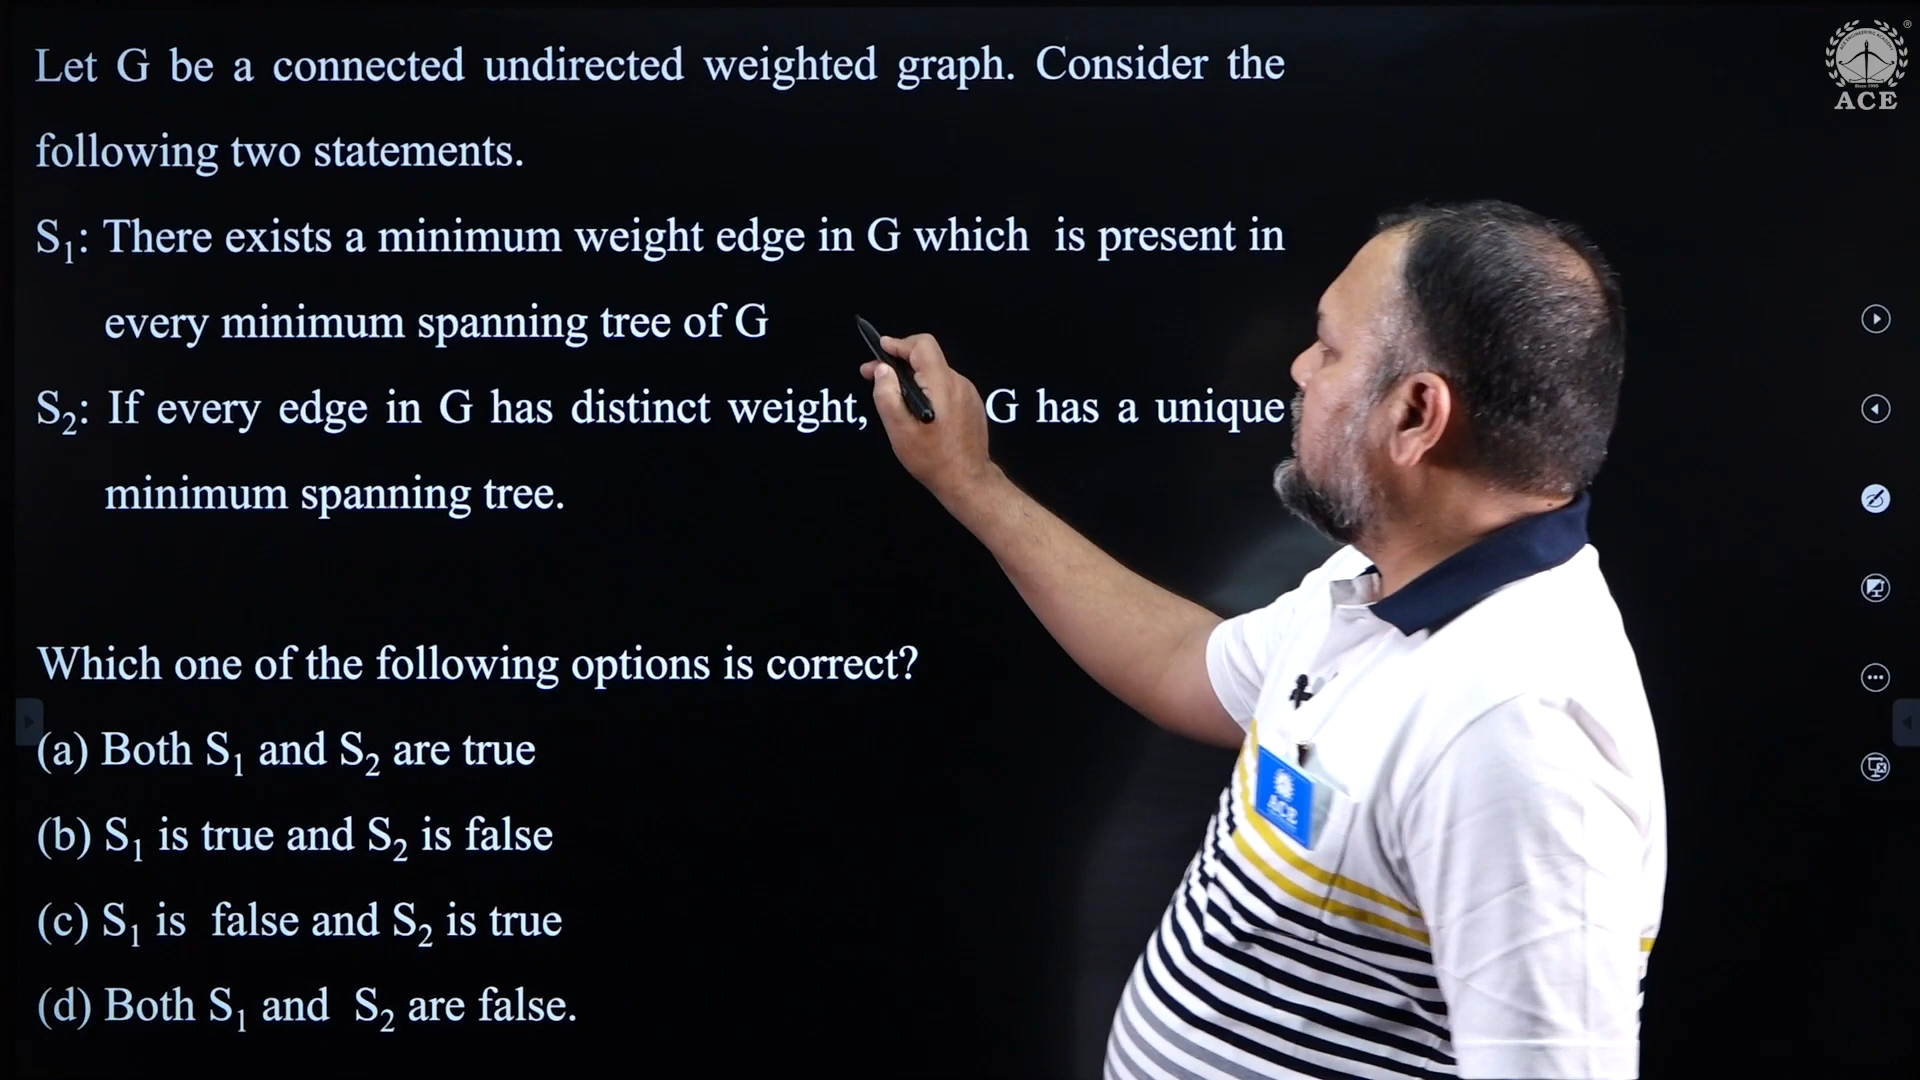 Let G be a connected undirected weighted graph. Consider the
following two statements.
S₁: There exists a minimum weight edge in G which is present in
every minimum spanning tree of G
S₂: If every edge in G has distinct weight, G has a unique
minimum spanning tree.
Which one of the following options is correct?
(a) Both S₁ and S₂ are true
(b) S₁ is true and S₂ is false
(c) S₁ is false and S₂ is true
(d) Both S₁ and S₂ are false.
ACE
ACE